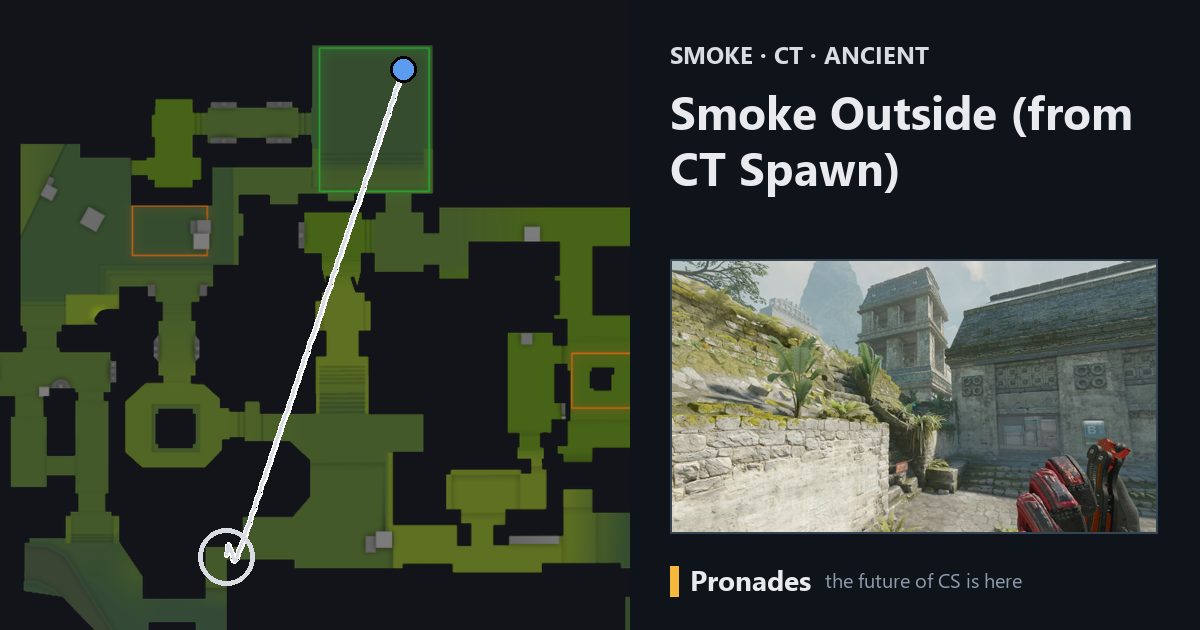 SMOKE · CT · ANCIENT
Smoke Outside (from
CT Spawn)
B
Pronades the future of CS is here